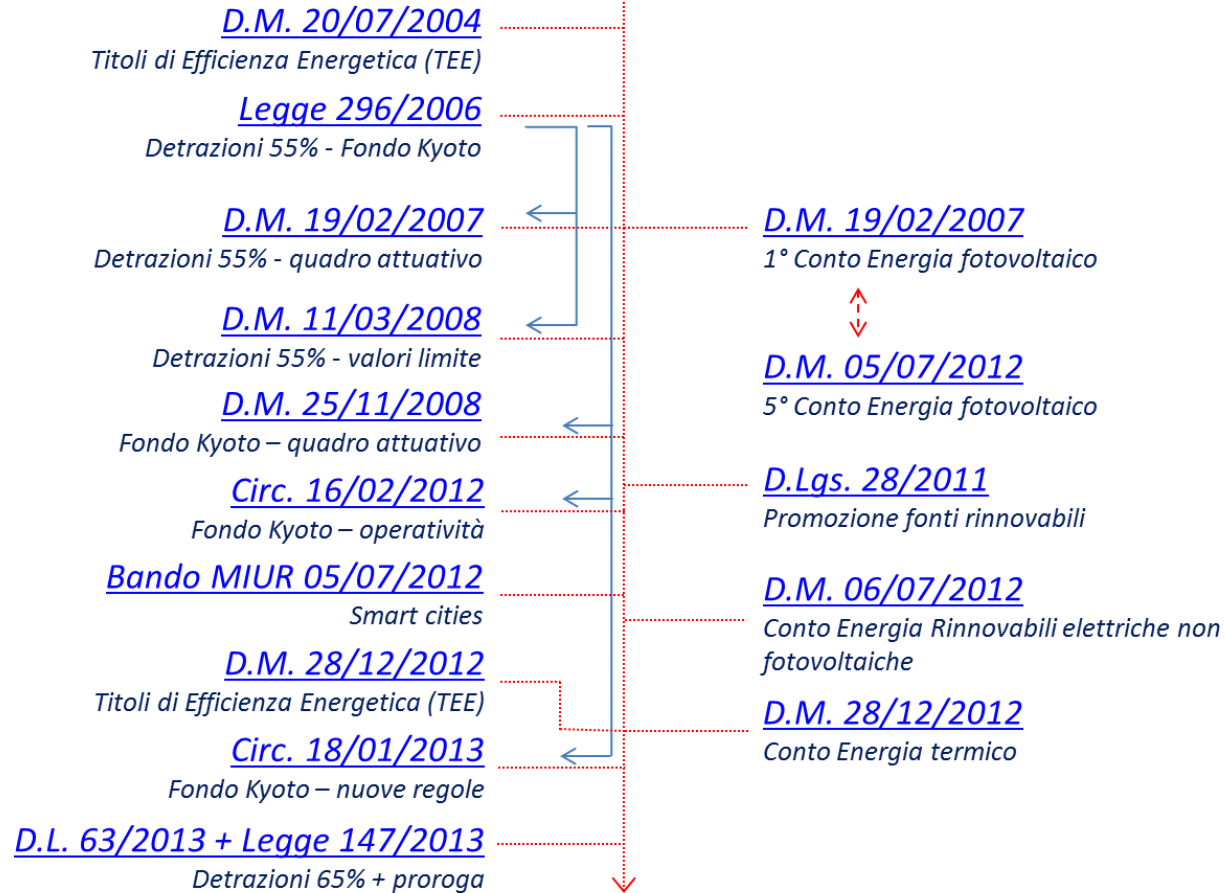 D.M. 20/07/2004
Titoli di Efficienza Energetica (TEE)
Legge 296/2006
Detrazioni 55% - Fondo Kyoto
D.M. 19/02/2007
Detrazioni 55% - quadro attuativo
D.M. 11/03/2008
Detrazioni 55% - valori limite
D.M. 25/11/2008
Fondo Kyoto – quadro attuativo
Circ. 16/02/2012
Fondo Kyoto – operatività
Bando MIUR 05/07/2012
Smart cities
D.M. 28/12/2012
Titoli di Efficienza Energetica (TEE)
Circ. 18/01/2013
Fondo Kyoto – nuove regole
D.L. 63/2013 + Legge 147/2013
Detrazioni 65% + proroga
D.M. 19/02/2007
1° Conto Energia fotovoltaico
D.M. 05/07/2012
5° Conto Energia fotovoltaico
D.Lgs. 28/2011
Promozione fonti rinnovabili
D.M. 06/07/2012
Conto Energia Rinnovabili elettriche non
fotovoltaiche
D.M. 28/12/2012
Conto Energia termico